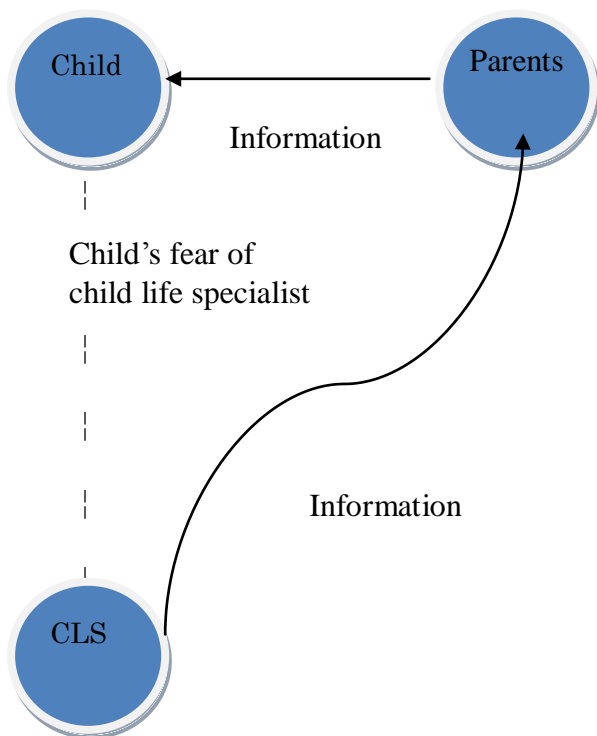 Child
Parents
Information
Child’s fear of
child life specialist
Information
CLS